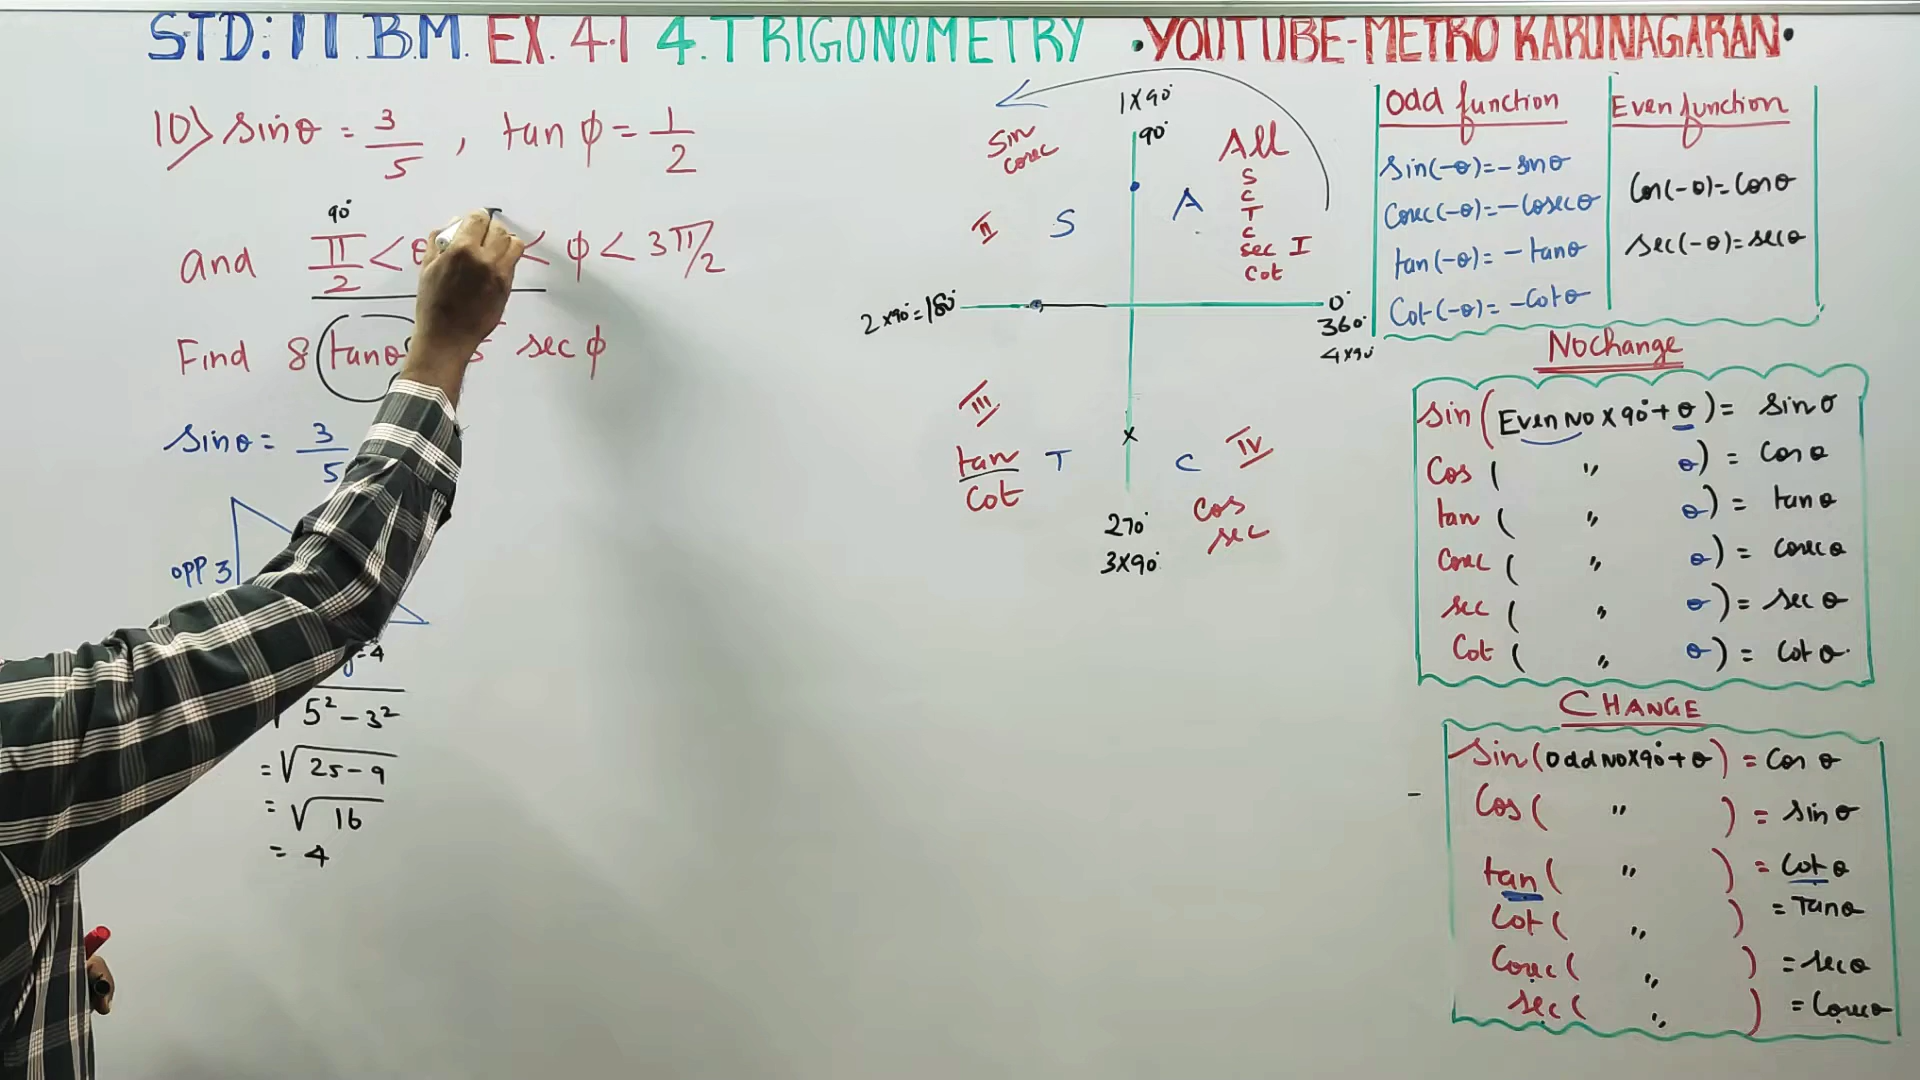 STD: 11. B.M. EX. 4.1 4. TRIGONOMETRY • YOUTUBE-METRO KARUNAGARAN •
10) sinθ = 3/5 , tan ϕ = 1/2
90°
and π/2 < < ϕ < 3π/2
Find 8 tanθ sec ϕ
sinθ = 3/5
opp 3
=4
√5² – 3²
= √25 – 9
= √16
= 4
1 x 90°
90°
sin
cosec
All
S
C
T
C
sec I
cot
II S A
2 x 90° = 180°
0°
360°
4 x 90°
III
IV
tan T C
cot
cos
sec
270°
3 x 90°
Odd function
sin(-θ) = - sinθ
Cosec(-θ) = - cosecθ
tan(-θ) = - tanθ
Cot(-θ) = - cotθ
Even function
Cos(-θ) = Cosθ
sec(-θ) = secθ
No change
sin (Even No x 90° + θ) = sinθ
Cos ( " θ) = Cosθ
tan ( " θ) = tanθ
Cosec ( " θ) = cosecθ
sec ( " θ) = secθ
Cot ( " θ) = cotθ
CHANGE
sin (odd No x 90° + θ) = Cosθ
Cos ( " ) = sinθ
tan ( " ) = cotθ
Cot ( " ) = Tanθ
Cosec ( " ) = secθ
sec ( " ) = Cosecθ